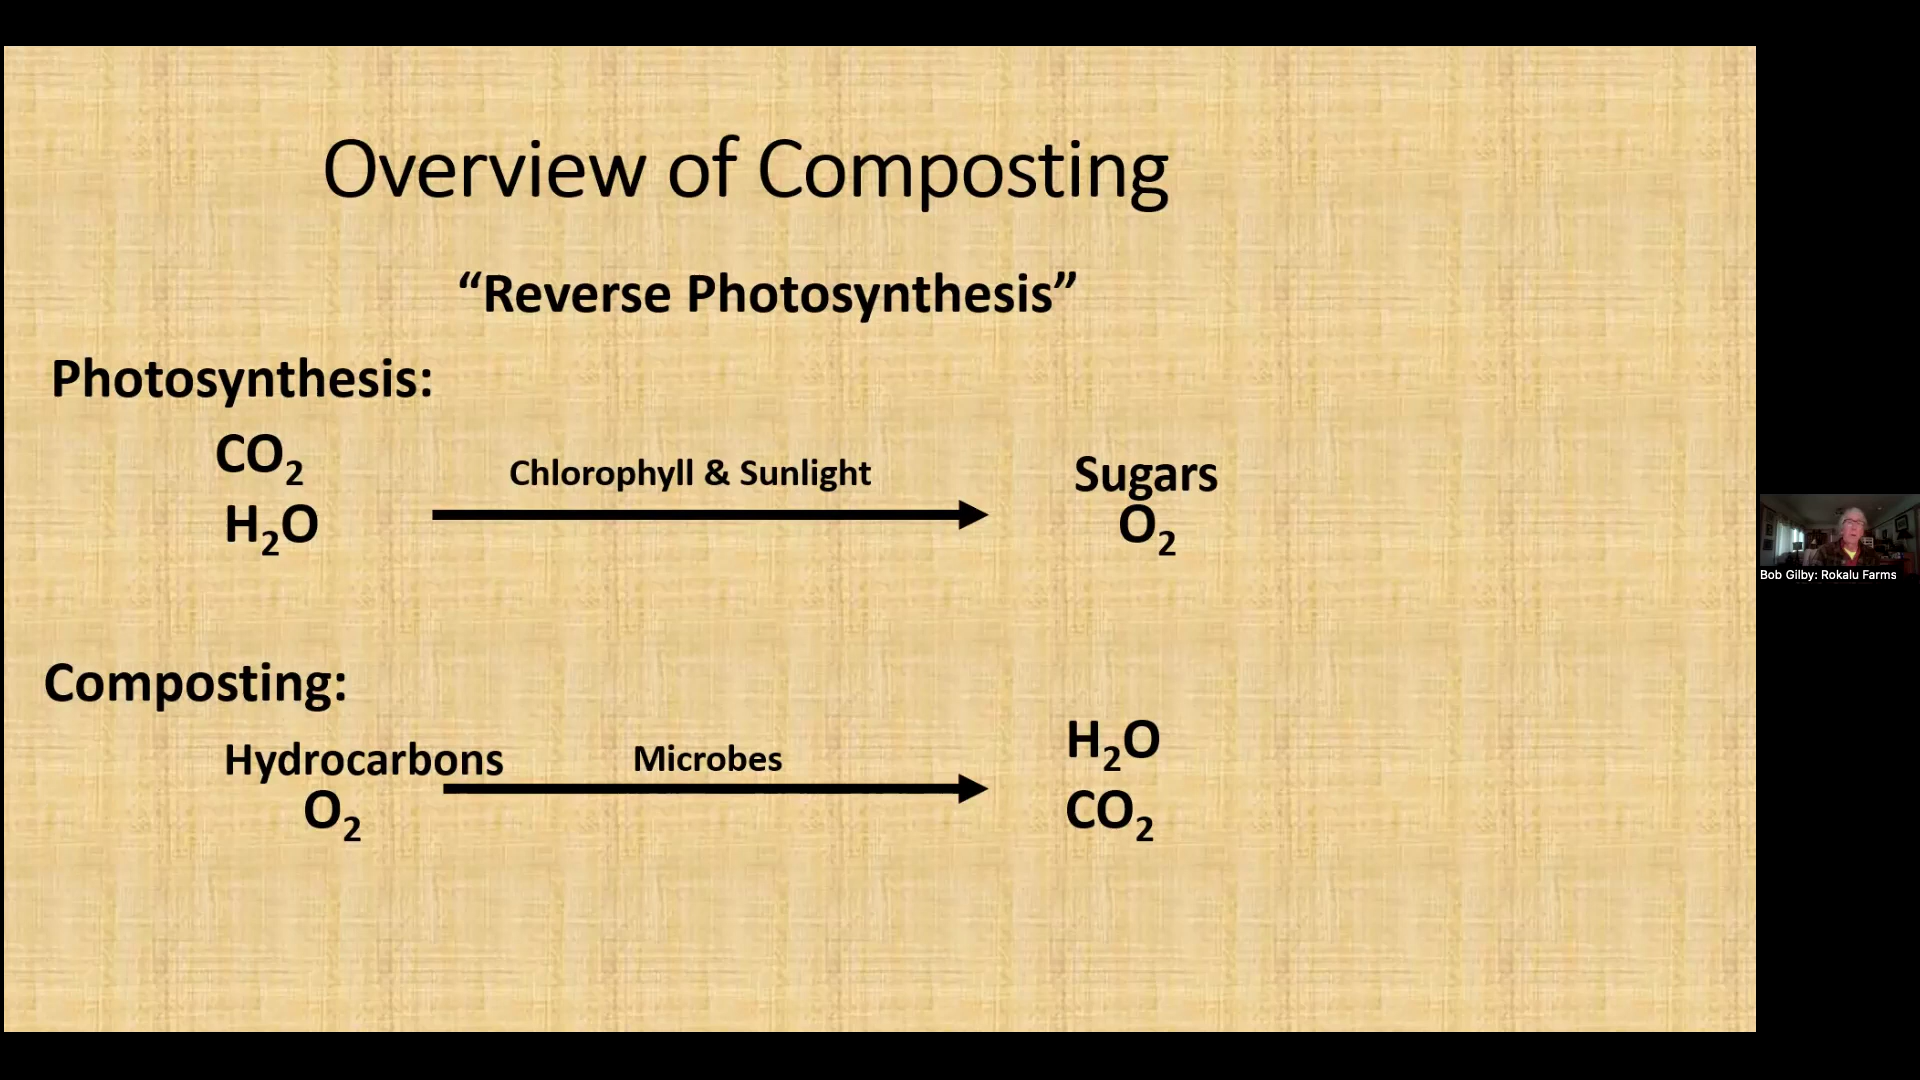 Overview of Composting
“Reverse Photosynthesis”
Photosynthesis:
CO₂
H₂O
Chlorophyll & Sunlight
Sugars
O₂
Composting:
Hydrocarbons
O₂
Microbes
H₂O
CO₂
Bob Gilby: Rokalu Farms